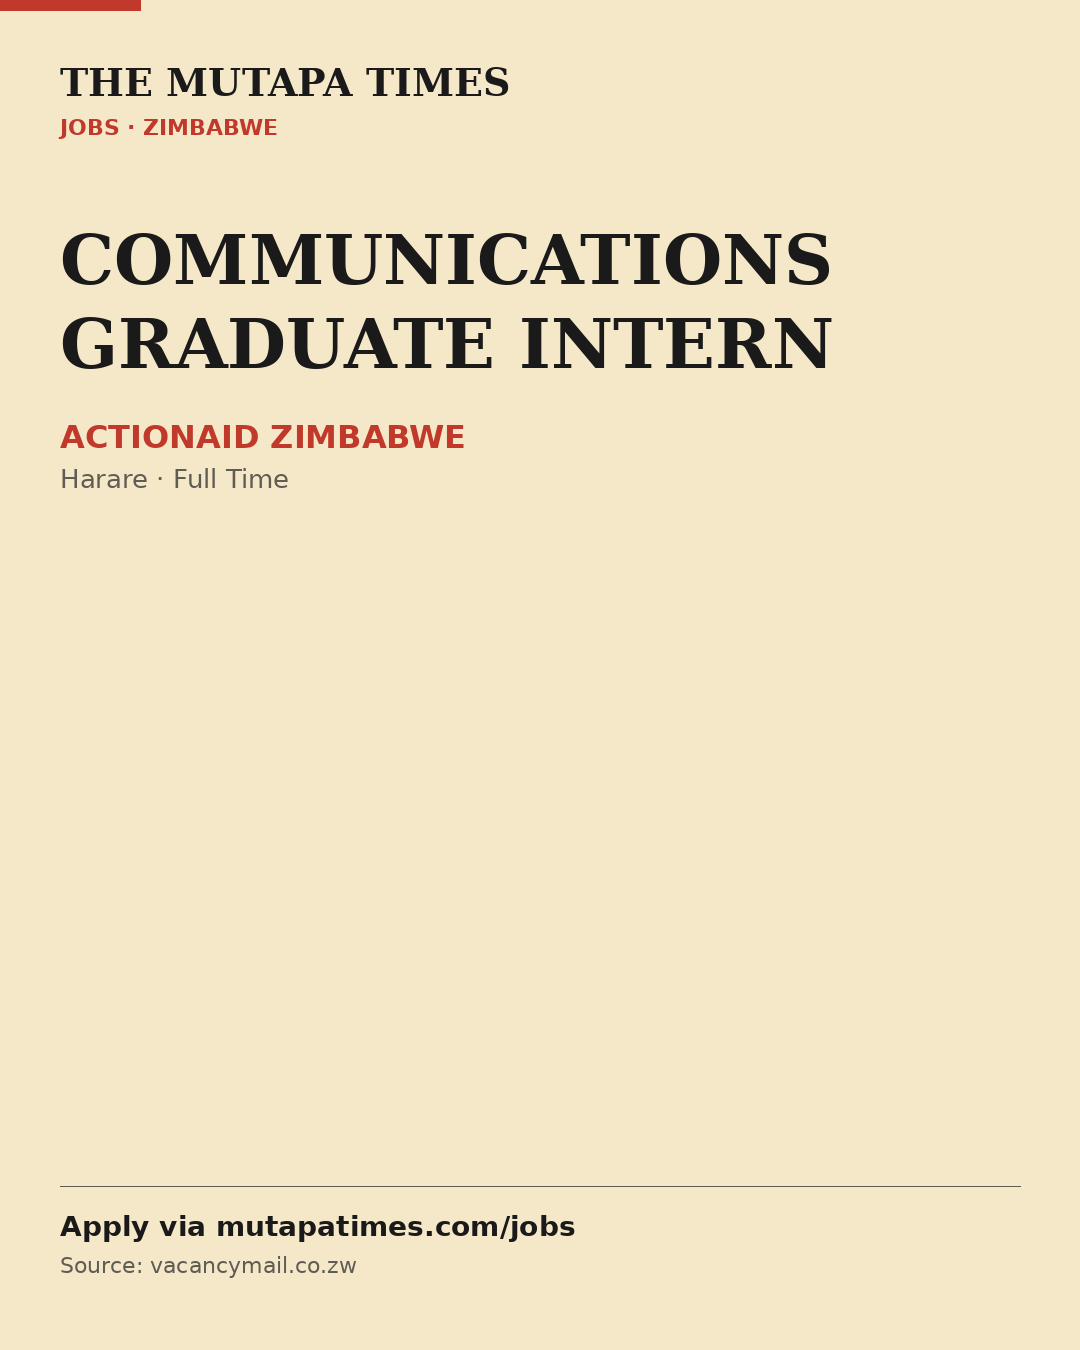 THE MUTAPA TIMES
JOBS · ZIMBABWE
COMMUNICATIONS
GRADUATE INTERN
ACTIONAID ZIMBABWE
Harare · Full Time
Apply via mutapatimes.com/jobs
Source: vacancymail.co.zw